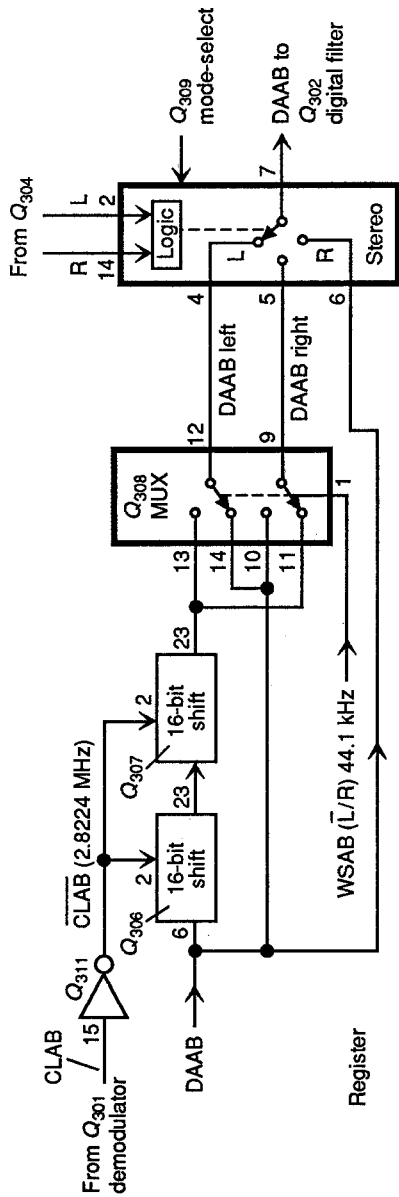 From Q304
R
L
14
2
Q309
mode-select
Logic
DAAB to
Q302
digital filter
7
L
R
Stereo
4
5
6
DAAB left
DAAB right
12
9
Q308
MUX
1
13
14
10
11
23
2
16-bit
shift
Q307
23
2
16-bit
shift
Q306
6
CLAB (2.8224 MHz)
Q311
CLAB
15
From Q301
demodulator
DAAB
WSAB (L/R) 44.1 kHz
Register